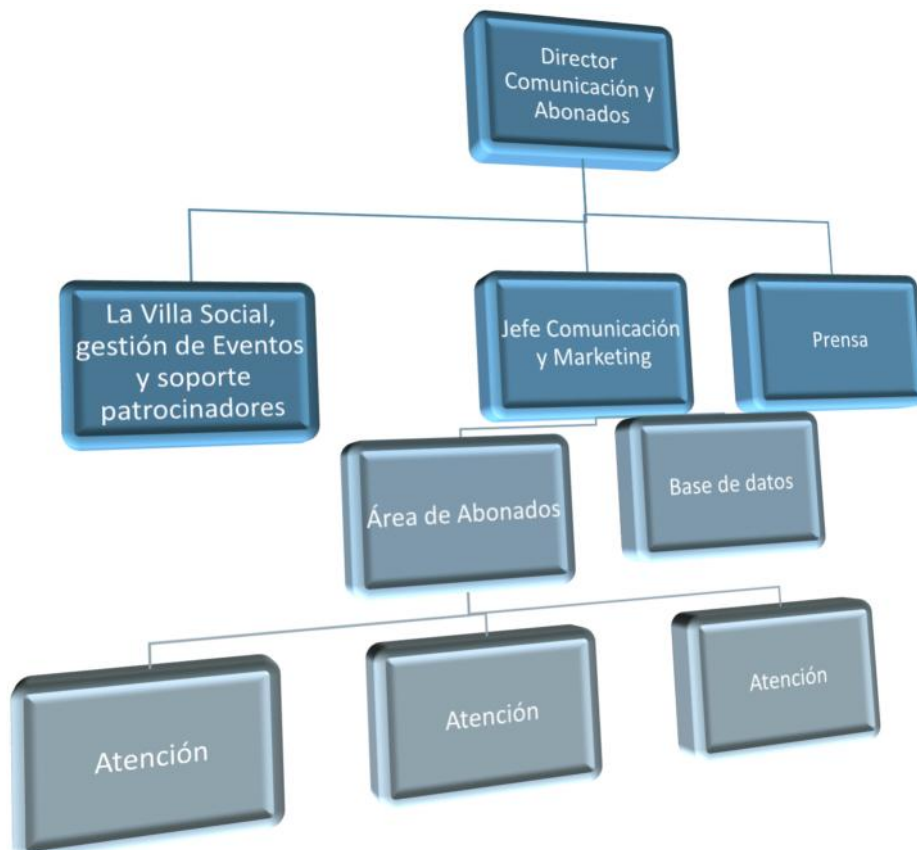 Director
Comunicación y
Abonados
La Villa Social,
gestión de Eventos
y soporte
patrocinadores
Jefe Comunicación
y Marketing
Prensa
Área de Abonados
Base de datos
Atención
Atención
Atención